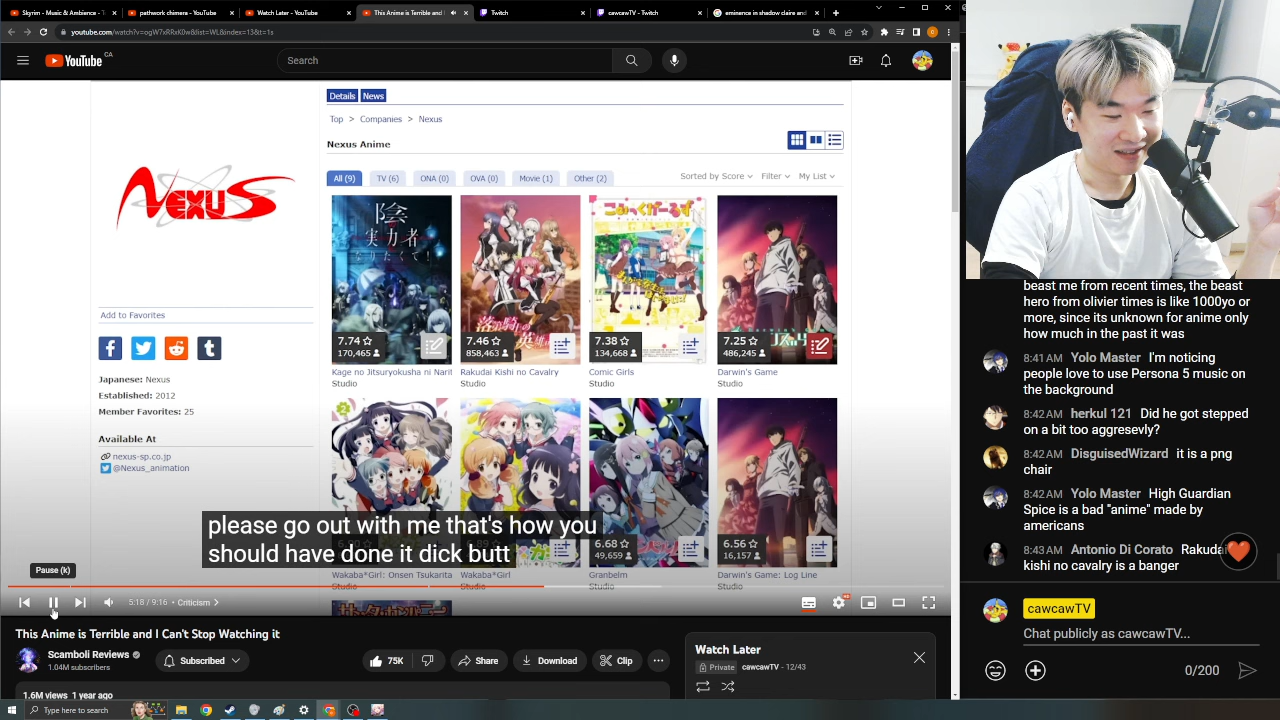 Skyrim - Music & Ambience - T
pathwork chimera - YouTube
Watch Later - YouTube
This Anime is Terrible and I
Twitch
cawcawTV - Twitch
eminence in shadow claire and
youtube.com/watch?v=ogW7xRRxK0w&list=WL&index=13&t=1s
YouTube CA
Search
Details News
Top > Companies > Nexus
Nexus Anime
All (9) TV (6) ONA (0) OVA (0) Movie (1) Other (2)
Sorted by Score Filter My List
NEXUS
陰
実力者
7.74
170,465
7.46
858,463
7.38
134,668
7.25
486,245
Kage no Jitsuryokusha ni Narit
Studio
Rakudai Kishi no Cavalry
Studio
Comic Girls
Studio
Darwin's Game
Studio
Add to Favorites
Japanese: Nexus
Established: 2012
Member Favorites: 25
Available At
nexus-sp.co.jp
@Nexus_animation
6.68
49,659
6.56
16,157
Wakaba*Girl: Onsen Tsukarita
Studio
Wakaba*Girl
Studio
Granbelm
Studio
Darwin's Game: Log Line
Studio
please go out with me that's how you
should have done it dick butt
Pause (k)
5:18 / 9:16 • Criticism >
This Anime is Terrible and I Can't Stop Watching it
Scamboli Reviews
1.04M subscribers
Subscribed
75K
Share
Download
Clip
1.6M views 1 year ago
Watch Later
Private cawcawTV - 12/43
Type here to search
beast me from recent times, the beast
hero from olivier times is like 1000yo or
more, since its unknown for anime only
how much in the past it was
8:41 AM Yolo Master I'm noticing
people love to use Persona 5 music on
the background
8:42 AM herkul 121 Did he got stepped
on a bit too aggresevly?
8:42 AM DisguisedWizard it is a png
chair
8:42 AM Yolo Master High Guardian
Spice is a bad "anime" made by
americans
8:43 AM Antonio Di Corato Rakudai
kishi no cavalry is a banger
cawcawTV
Chat publicly as cawcawTV...
0/200